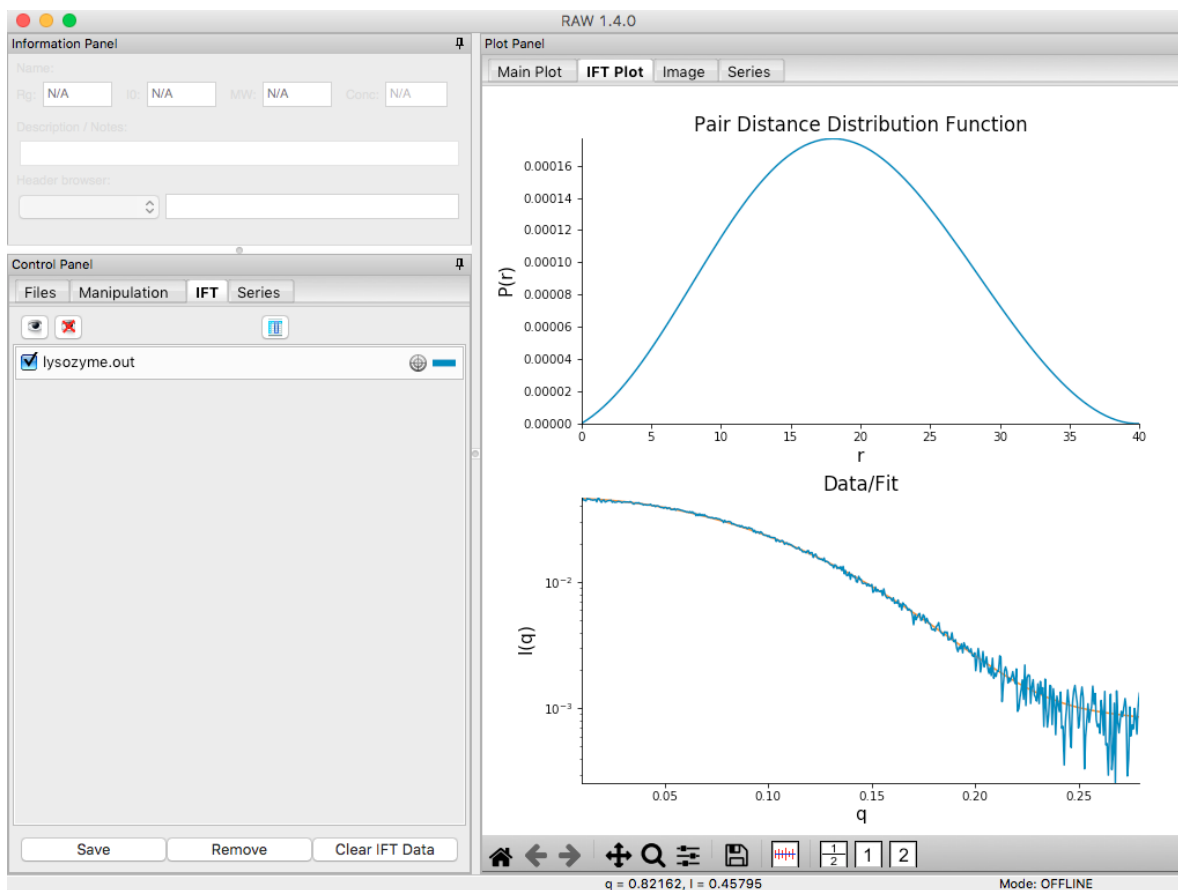 RAW 1.4.0
Information Panel
Name:
Rg: N/A I0: N/A MW: N/A Conc: N/A
Description / Notes:
Header browser:
Control Panel
Files Manipulation IFT Series
lysozyme.out
Save Remove Clear IFT Data
Plot Panel
Main Plot IFT Plot Image Series
Pair Distance Distribution Function
P(r)
0.00016
0.00014
0.00012
0.00010
0.00008
0.00006
0.00004
0.00002
0.00000
0 5 10 15 20 25 30 35 40
r
Data/Fit
I(q)
10⁻²
10⁻³
0.05 0.10 0.15 0.20 0.25
q
1/2 1 2
q = 0.82162, I = 0.45795 Mode: OFFLINE